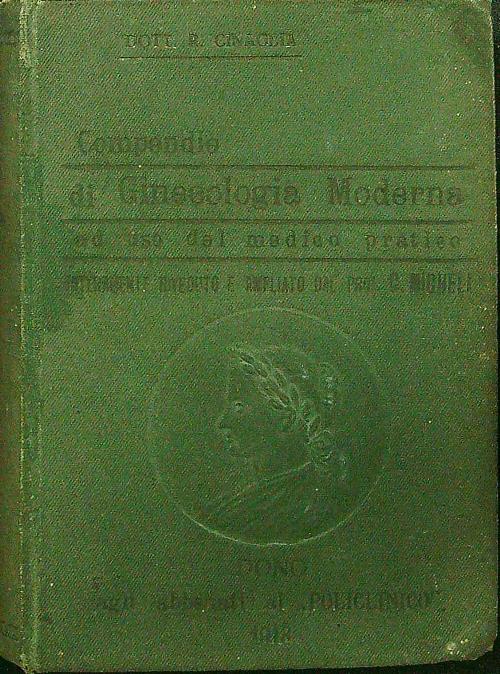 DOTT. R. CINAGLIA
Compendio
di Ginecologia Moderna
ad uso del medico pratico
INTERAMENTE RIVEDUTO E AMPLIATO DAL PROF. C. MICHELI
DONO
agli abbonati al „POLICLINICO”